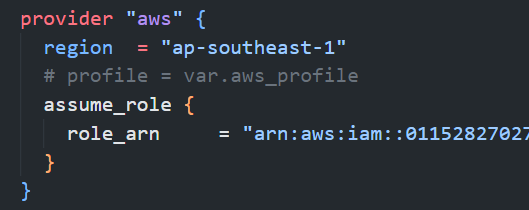 provider "aws" {
region = "ap-southeast-1"
# profile = var.aws_profile
assume_role {
role_arn = "arn:aws:iam::01152827027
}
}